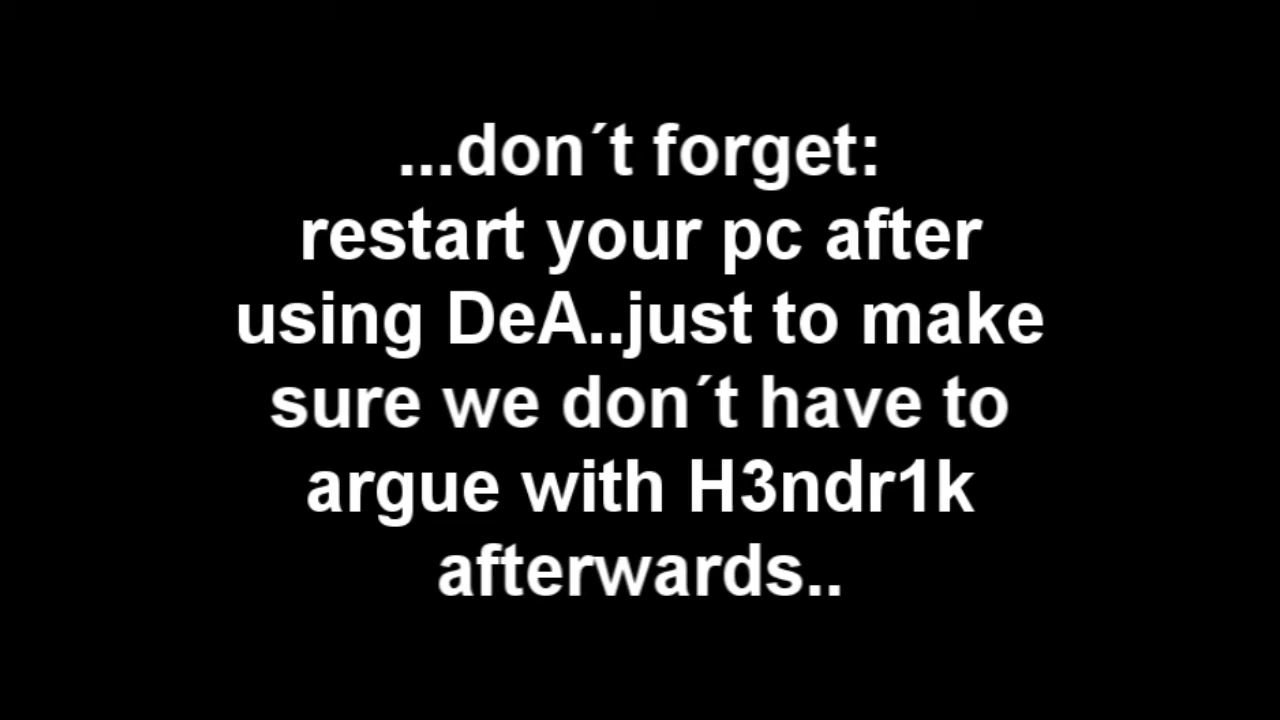 ...don´t forget:
restart your pc after
using DeA..just to make
sure we don´t have to
argue with H3ndr1k
afterwards..